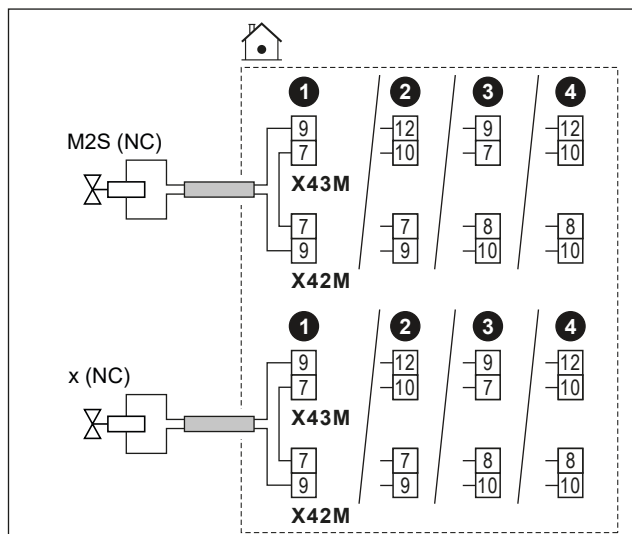 1 2 3 4
M2S (NC)
9 12 9 12
7 10 7 10
X43M
7 7 8 8
9 9 10 10
X42M
1 2 3 4
x (NC)
9 12 9 12
7 10 7 10
X43M
7 7 8 8
9 9 10 10
X42M